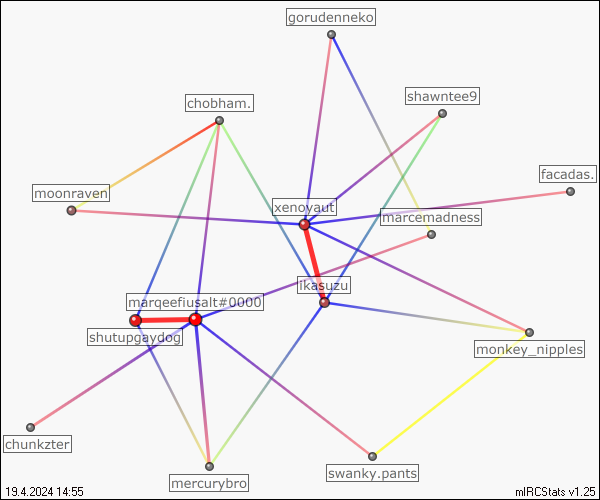 gorudenneko
shawntee9
chobham.
facadas.
moonraven
xenoyaut
marcemadness
ikasuzu
marqeefiusalt#0000
shutupgaydog
monkey_nipples
chunkzter
swanky.pants
mercurybro
19.4.2024 14:55
mIRCStats v1.25